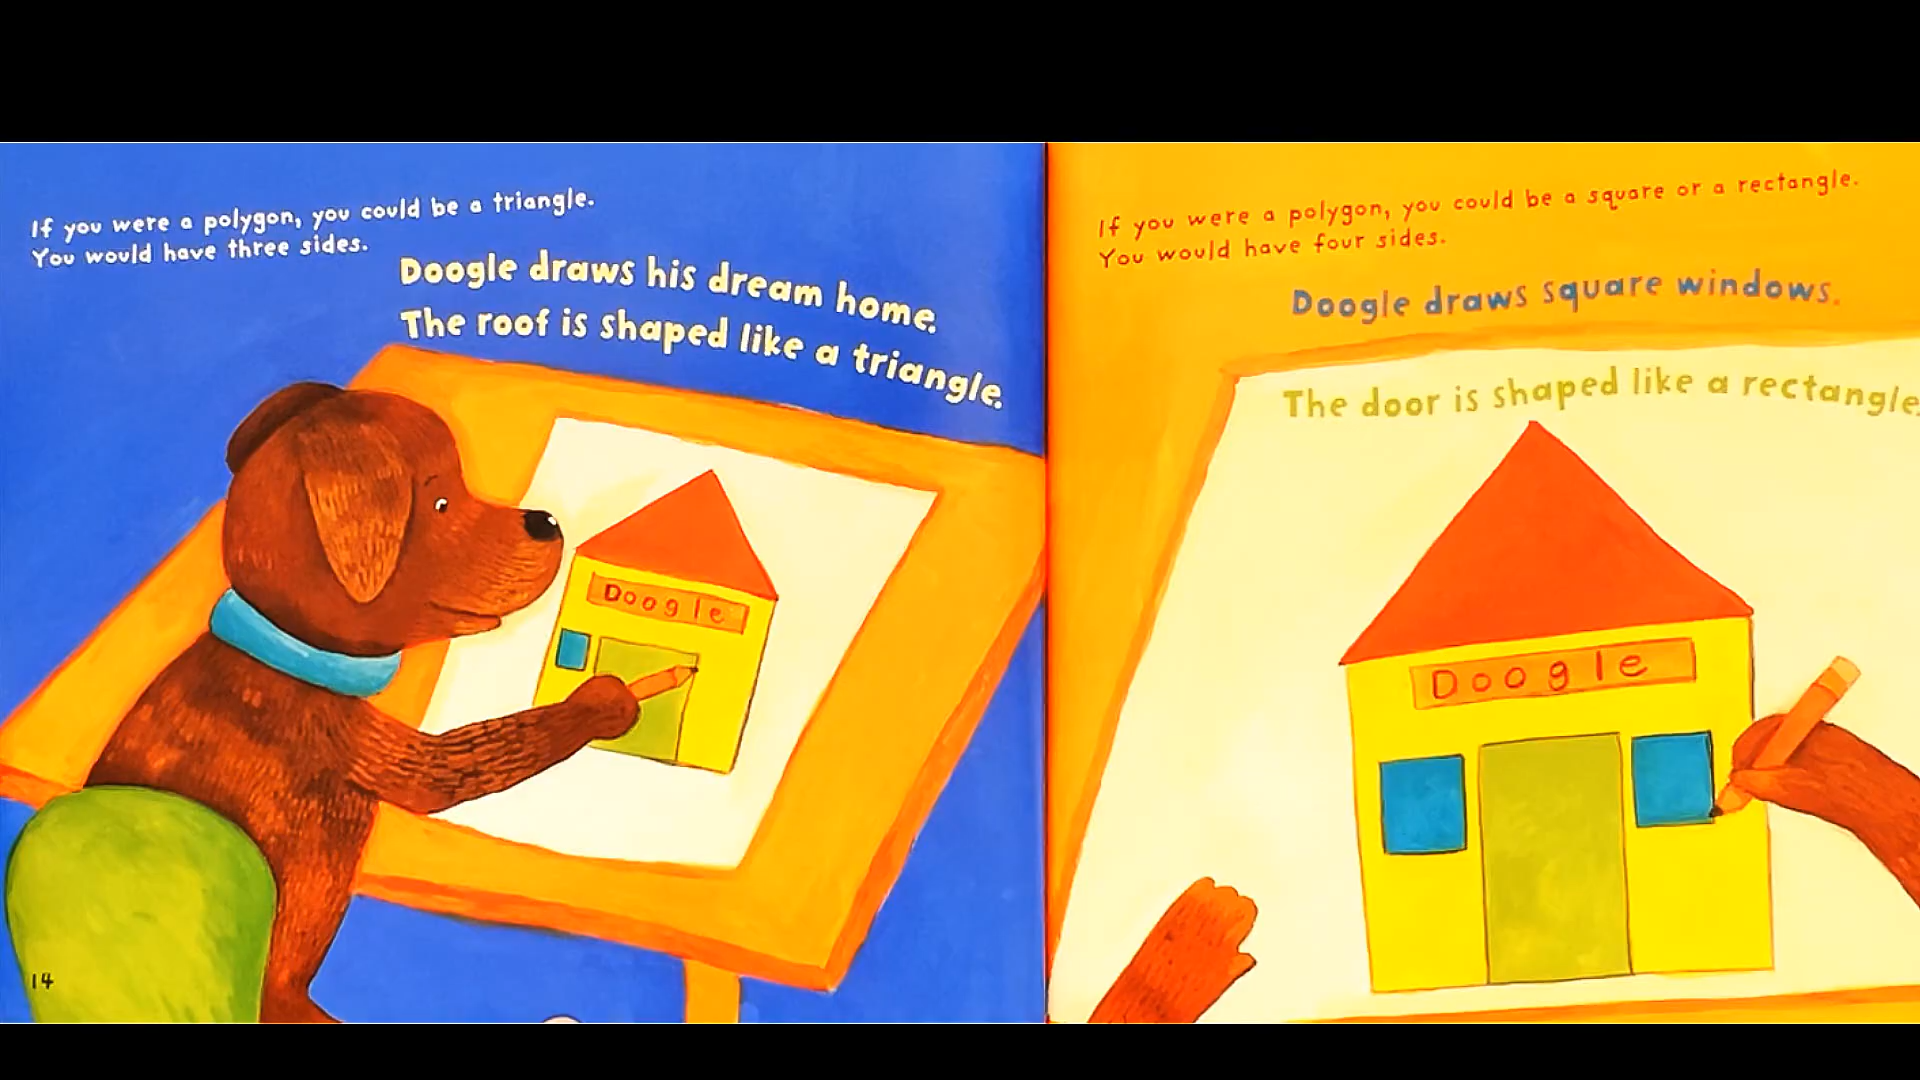 If you were a polygon, you could be a triangle.
You would have three sides.
Doogle draws his dream home.
The roof is shaped like a triangle.
Doogle
14
If you were a polygon, you could be a square or a rectangle.
You would have four sides.
Doogle draws square windows.
The door is shaped like a rectangle.
Doogle